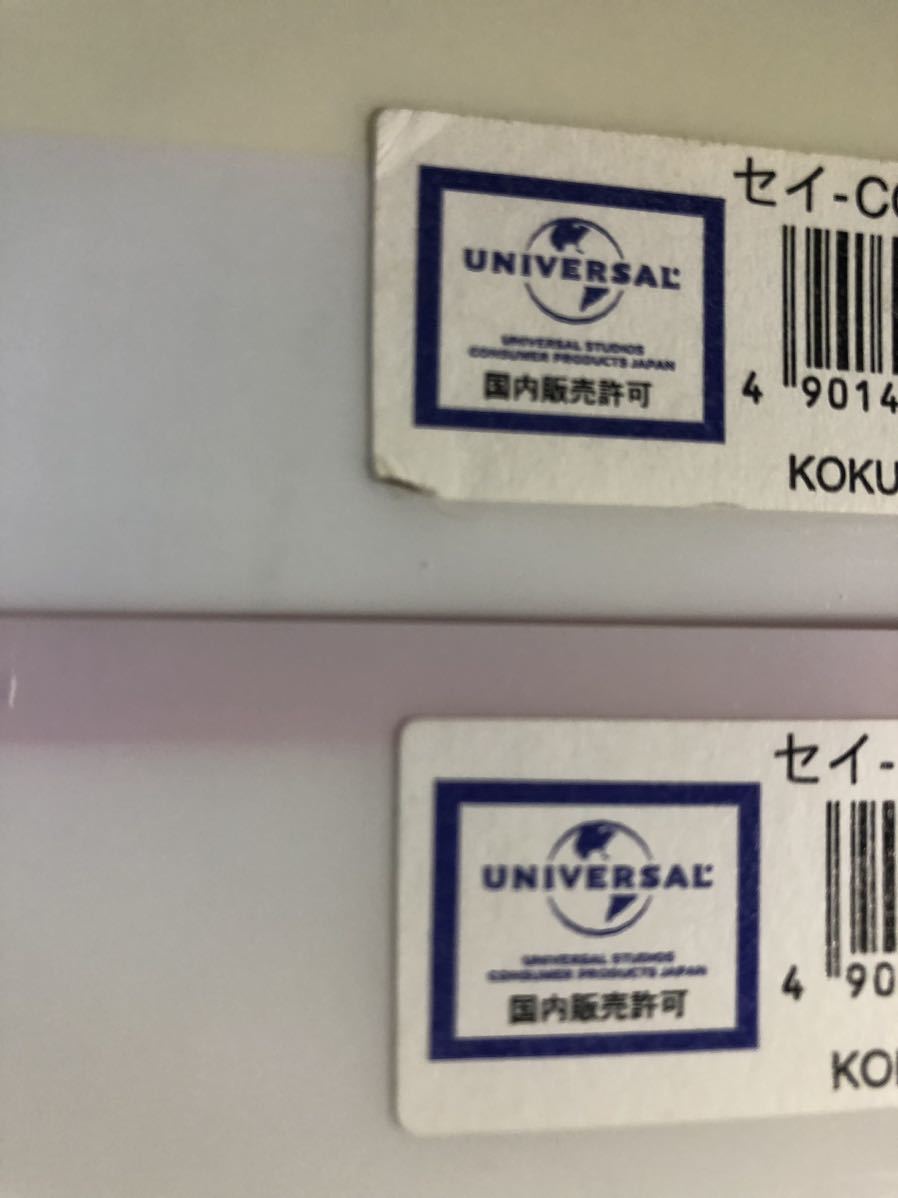 セイ-C
UNIVERSAL
UNIVERSAL STUDIOS
CONSUMER PRODUCTS JAPAN
国内販売許可
4 9014
KOKU
セイ-
UNIVERSAL
UNIVERSAL STUDIOS
CONSUMER PRODUCTS JAPAN
国内販売許可
4 90
KO